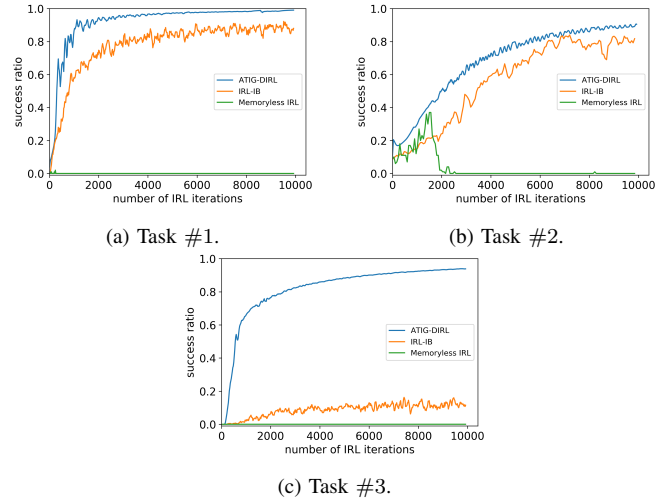 1.0
0.8
0.6
0.4
0.2
0.0
success ratio
ATIG-DIRL
IRL-IB
Memoryless IRL
0 2000 4000 6000 8000 10000
number of IRL iterations
(a) Task #1.
1.0
0.8
0.6
0.4
0.2
0.0
success ratio
ATIG-DIRL
IRL-IB
Memoryless IRL
0 2000 4000 6000 8000 10000
number of IRL iterations
(b) Task #2.
1.0
0.8
0.6
0.4
0.2
0.0
success ratio
ATIG-DIRL
IRL-IB
Memoryless IRL
0 2000 4000 6000 8000 10000
number of IRL iterations
(c) Task #3.